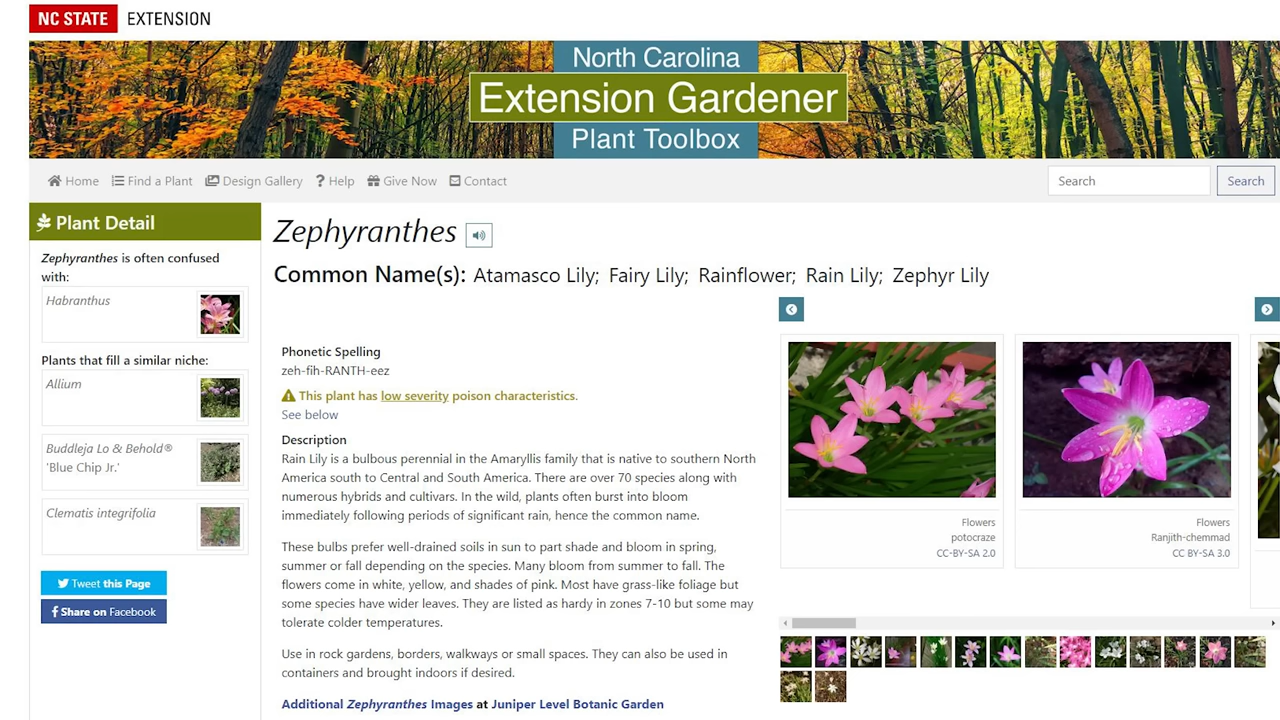 NC STATE EXTENSION
North Carolina
Extension Gardener
Plant Toolbox
Home Find a Plant Design Gallery ? Help Give Now Contact
Search Search
Plant Detail
Zephyranthes is often confused
with:
Habranthus
Plants that fill a similar niche:
Allium
Buddleja Lo & Behold®
'Blue Chip Jr.'
Clematis integrifolia
Tweet this Page
f Share on Facebook
Zephyranthes
Common Name(s): Atamasco Lily; Fairy Lily; Rainflower; Rain Lily; Zephyr Lily
Phonetic Spelling
zeh-fih-RANTH-eez
This plant has low severity poison characteristics.
See below
Description
Rain Lily is a bulbous perennial in the Amaryllis family that is native to southern North
America south to Central and South America. There are over 70 species along with
numerous hybrids and cultivars. In the wild, plants often burst into bloom
immediately following periods of significant rain, hence the common name.
These bulbs prefer well-drained soils in sun to part shade and bloom in spring,
summer or fall depending on the species. Many bloom from summer to fall. The
flowers come in white, yellow, and shades of pink. Most have grass-like foliage but
some species have wider leaves. They are listed as hardy in zones 7-10 but some may
tolerate colder temperatures.
Use in rock gardens, borders, walkways or small spaces. They can also be used in
containers and brought indoors if desired.
Additional Zephyranthes Images at Juniper Level Botanic Garden
Flowers
potocraze
CC-BY-SA 2.0
Flowers
Ranjith-chemmad
CC BY-SA 3.0